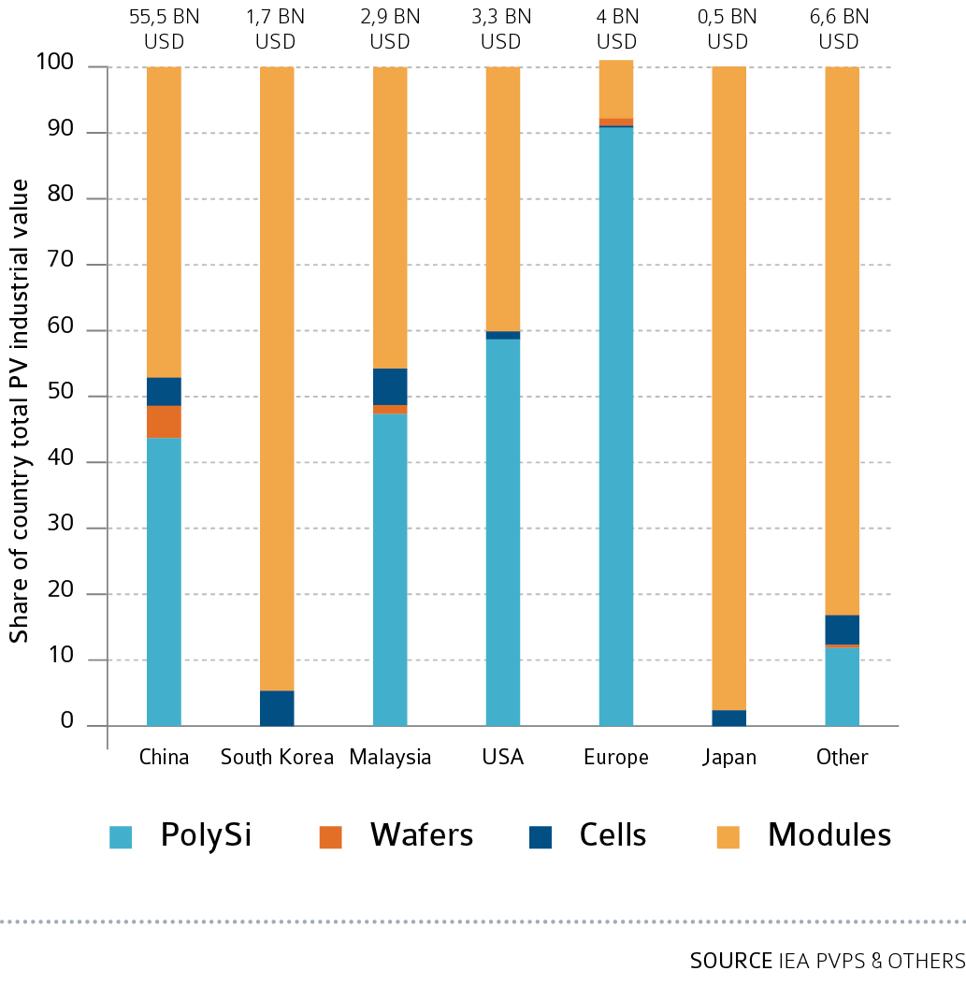 55,5 BN 1,7 BN 2,9 BN 3,3 BN 4 BN 0,5 BN 6,6 BN
USD USD USD USD USD USD USD
Share of country total PV industrial value
100
90
80
70
60
50
40
30
20
10
0
China South Korea Malaysia USA Europe Japan Other
PolySi Wafers Cells Modules
SOURCE IEA PVPS & OTHERS